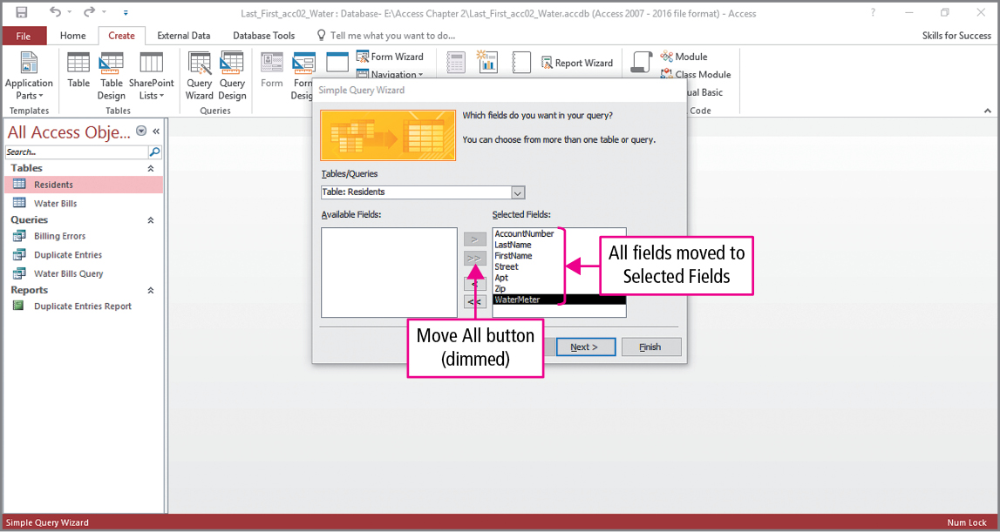 Last_First_acc02_Water : Database- E:\Access Chapter 2\Last_First_acc02_Water.accdb (Access 2007 - 2016 file format) - Access
?
File Home Create External Data Database Tools Tell me what you want to do... Skills for Success
Application Parts
Table
Table Design
SharePoint Lists
Query Wizard
Query Design
Form
Form Desig
Form Wizard
Navigation
Report Wizard
Module
Class Module
ual Basic
Templates Tables Queries Code
All Access Obje... «
Search...
Tables
Residents
Water Bills
Queries
Billing Errors
Duplicate Entries
Water Bills Query
Reports
Duplicate Entries Report
Simple Query Wizard
Which fields do you want in your query?
You can choose from more than one table or query.
Tables/Queries
Table: Residents
Available Fields: Selected Fields:
>
>>
<
<<
AccountNumber
LastName
FirstName
Street
Apt
Zip
WaterMeter
All fields moved to
Selected Fields
Move All button
(dimmed)
Next > Finish
Simple Query Wizard Num Lock